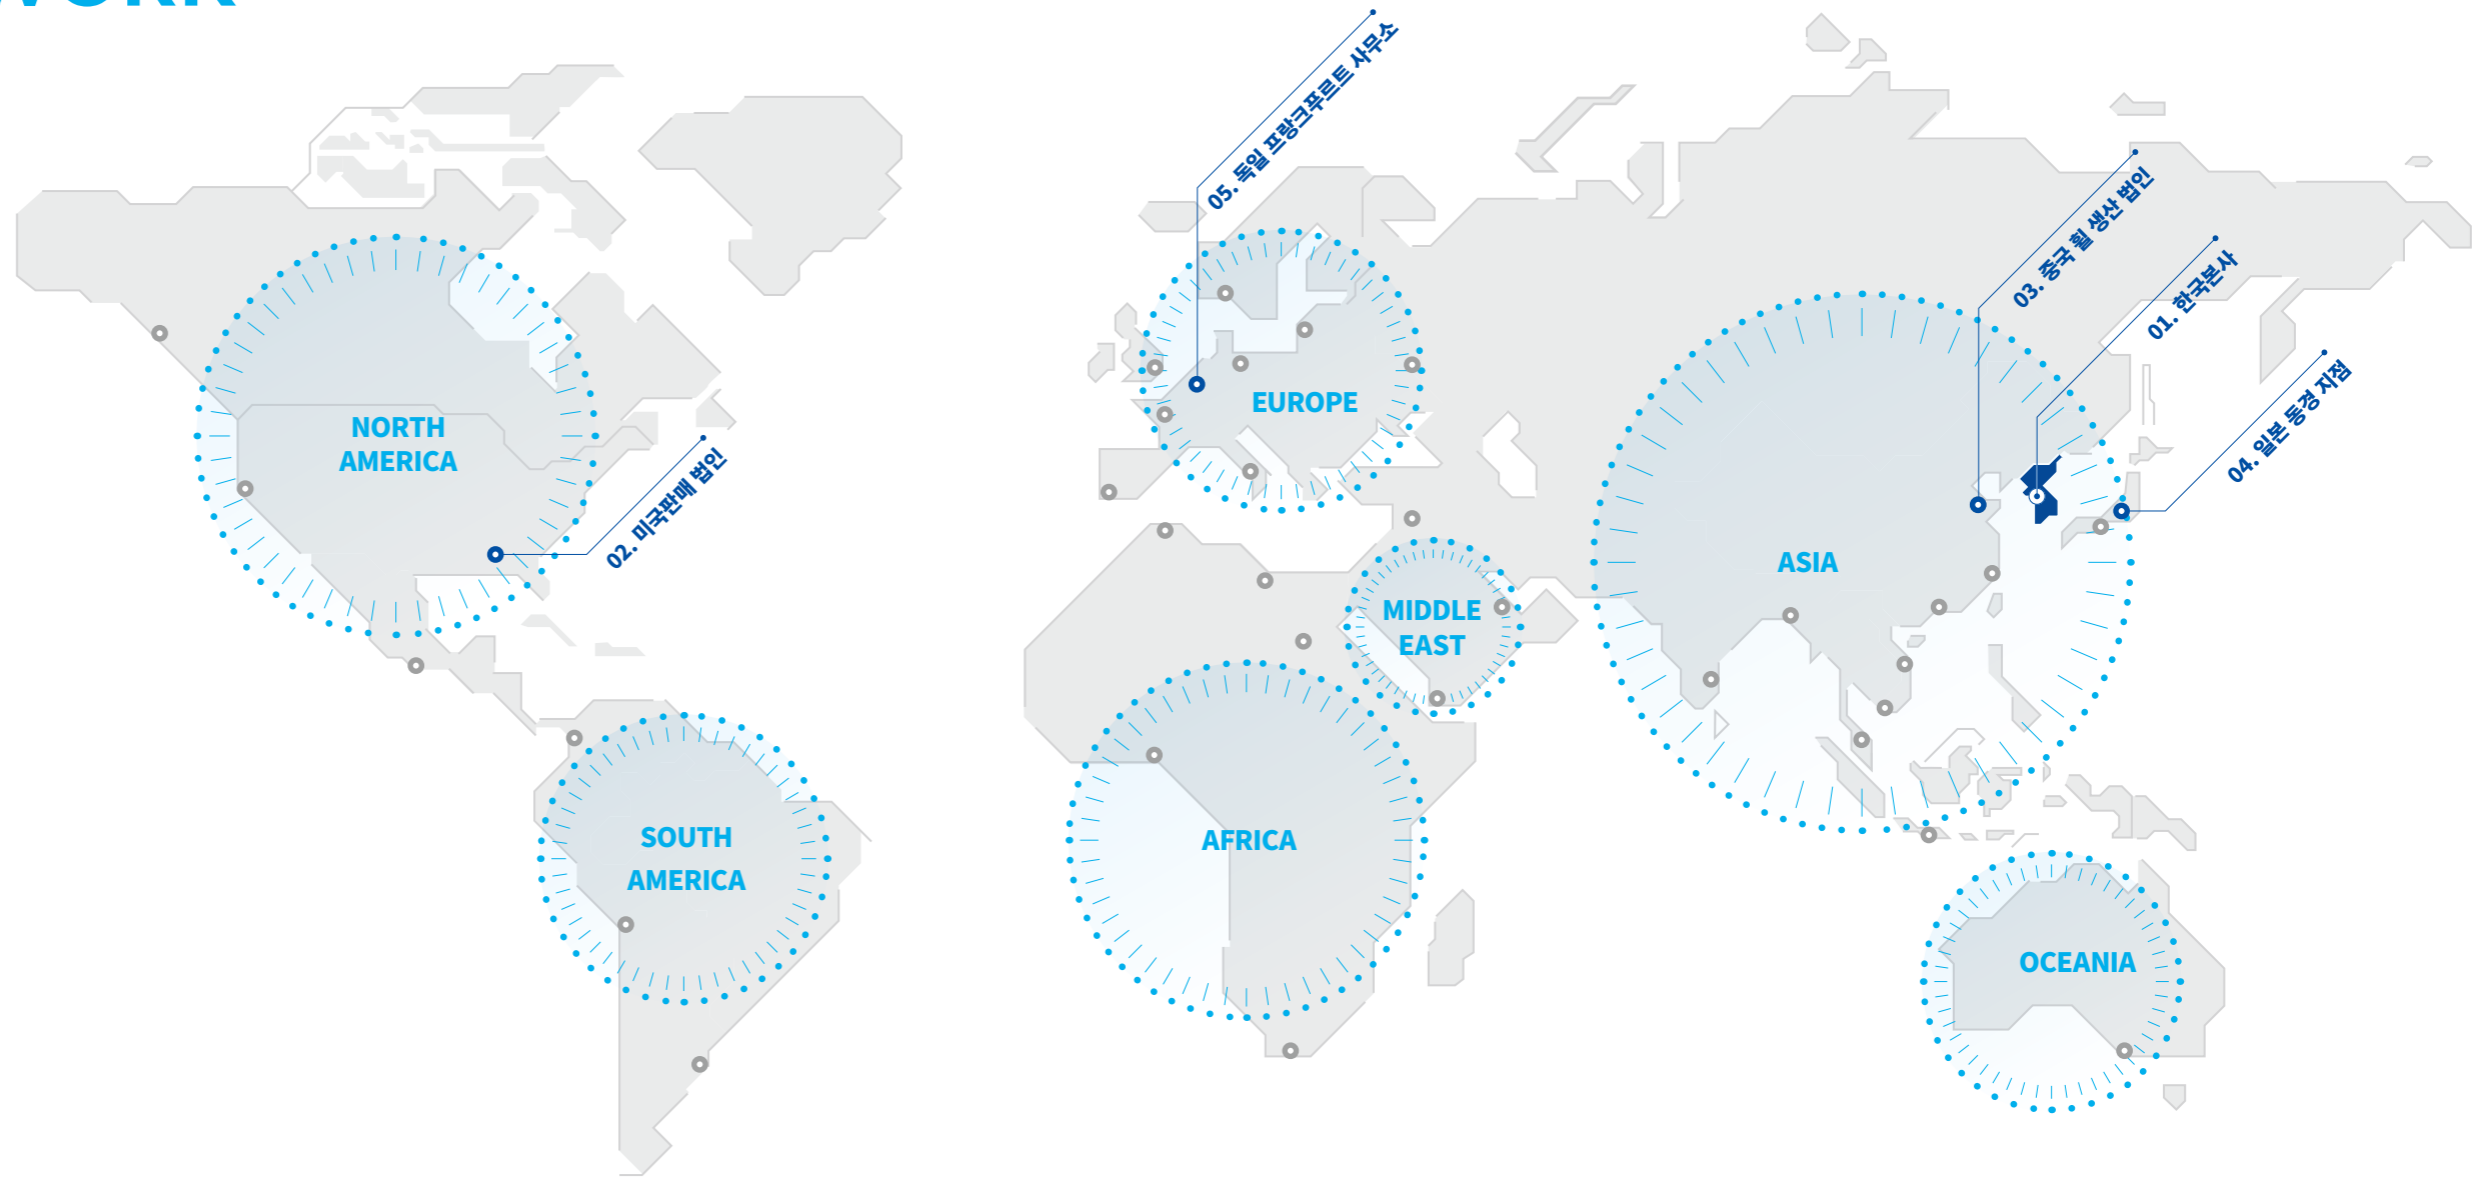 05. 독일 프랑크푸르트 사무소
03. 중국 휠 생산 법인
01. 한국본사
04. 일본 동경 지점
02. 미국판매 법인
NORTH
AMERICA
EUROPE
ASIA
MIDDLE
EAST
SOUTH
AMERICA
AFRICA
OCEANIA